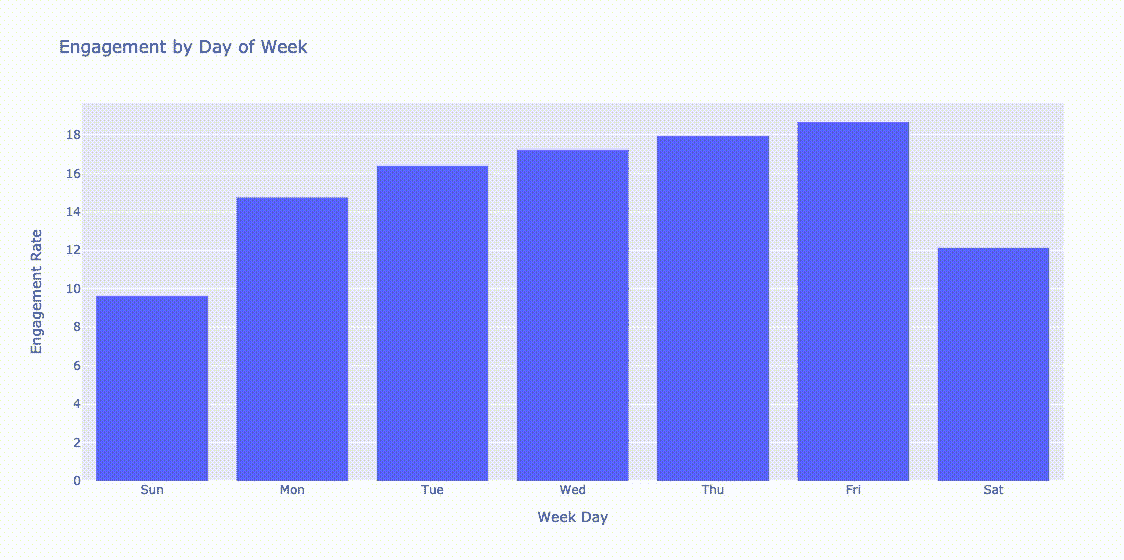 Engagement by Day of Week
Engagement Rate
18
16
14
12
10
8
6
4
2
0
Sun Mon Tue Wed Thu Fri Sat
Week Day